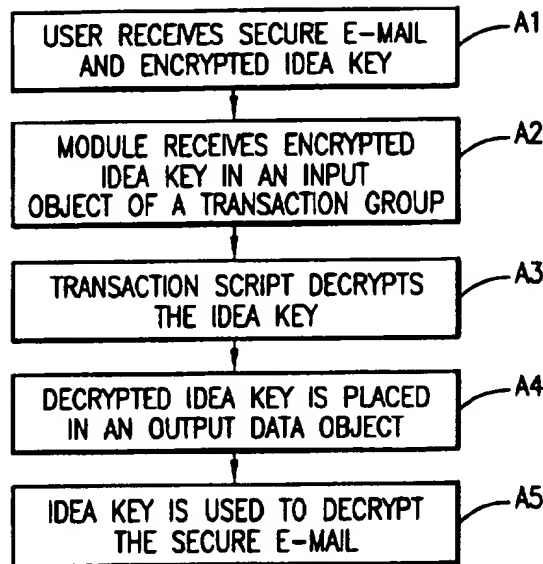 USER RECEIVES SECURE E-MAIL
AND ENCRYPTED IDEA KEY
A1
MODULE RECEIVES ENCRYPTED
IDEA KEY IN AN INPUT
OBJECT OF A TRANSACTION GROUP
A2
TRANSACTION SCRIPT DECRYPTS
THE IDEA KEY
A3
DECRYPTED IDEA KEY IS PLACED
IN AN OUTPUT DATA OBJECT
A4
IDEA KEY IS USED TO DECRYPT
THE SECURE E-MAIL
A5